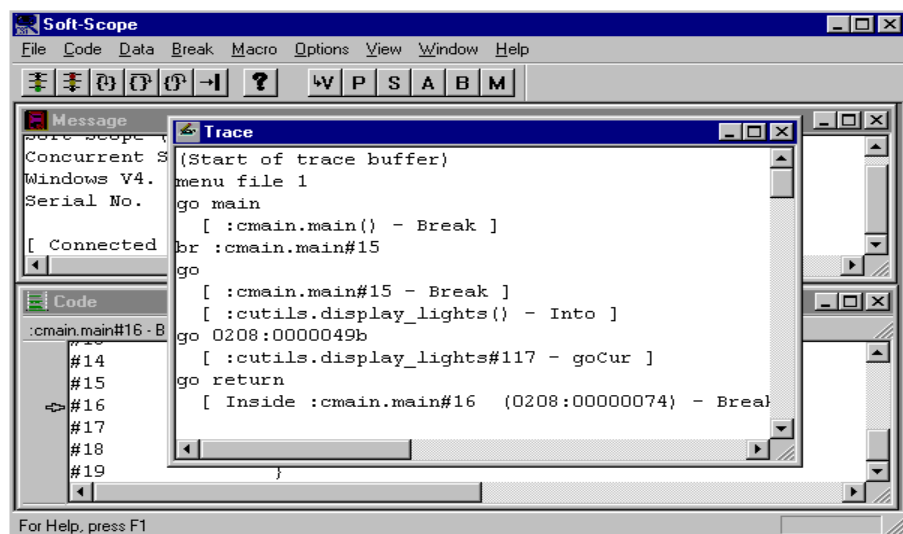 Soft-Scope
File Code Data Break Macro Options View Window Help
? ↳V P S A B M
Message
Soft-Scope (
Concurrent S
Windows V4.
Serial No.
[ Connected
Trace
(Start of trace buffer)
menu file 1
go main
[ :cmain.main() - Break ]
br :cmain.main#15
go
[ :cmain.main#15 - Break ]
[ :cutils.display_lights() - Into ]
go 0208:0000049b
[ :cutils.display_lights#117 - goCur ]
go return
[ Inside :cmain.main#16 (0208:00000074) - Break
Code
:cmain.main#16 - B
#14
#15
#16
#17
#18
#19 }
For Help, press F1